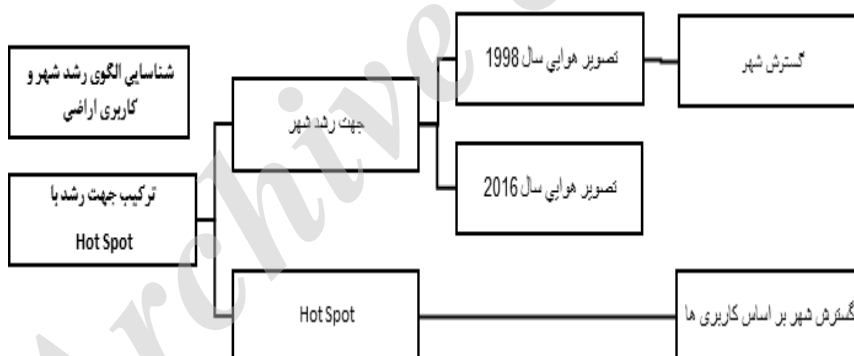 گسترش شهر
تصویر هوایی سال 1998
جهت رشد شهر
شناسایی الگوی رشد شهر و
کاربری اراضی
تصویر هوایی سال 2016
ترکیب جهت رشد با
Hot Spot
گسترش شهر بر اساس کاربری ها
Hot Spot
Archive